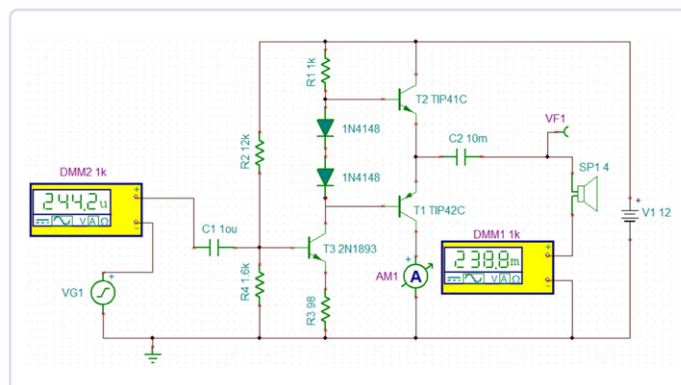 R1 1k
T2 TIP41C
1N4148
VF1
C2 10m
R2 12k
SP1 4
DMM2 1k
1N4148
T1 TIP42C
V1 12
244,2u
V A Ω
C1 1ou
T3 2N1893
DMM1 1k
238,8m
V A Ω
AM1
A
VG1
R4 1.6k
R3 98